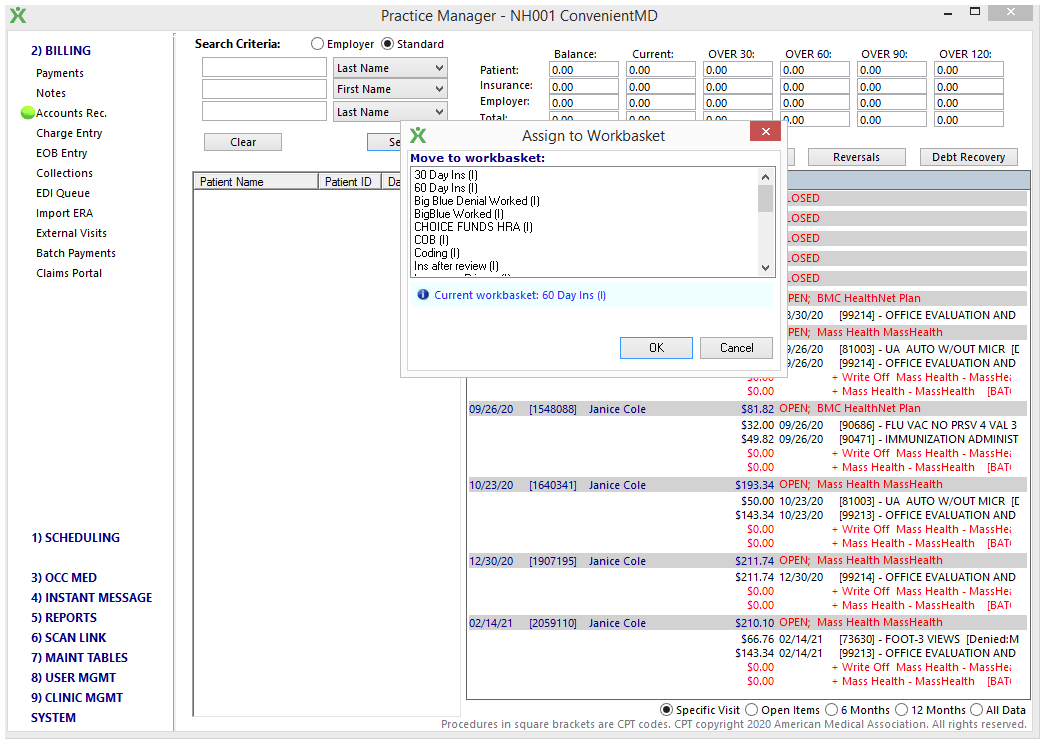 Practice Manager - NH001 ConvenientMD
2) BILLING
Payments
Notes
Accounts Rec.
Charge Entry
EOB Entry
Collections
EDI Queue
Import ERA
External Visits
Batch Payments
Claims Portal
1) SCHEDULING
3) OCC MED
4) INSTANT MESSAGE
5) REPORTS
6) SCAN LINK
7) MAINT TABLES
8) USER MGMT
9) CLINIC MGMT
SYSTEM
Search Criteria: Employer Standard
Last Name
First Name
Last Name
Clear Se
Balance: Current: OVER 30: OVER 60: OVER 90: OVER 120:
Patient: 0.00 0.00 0.00 0.00 0.00 0.00
Insurance: 0.00 0.00 0.00 0.00 0.00 0.00
Employer: 0.00 0.00 0.00 0.00 0.00 0.00
Total: 0.00 0.00 0.00 0.00 0.00 0.00
Reversals Debt Recovery
Patient Name Patient ID Da
Assign to Workbasket
Move to workbasket:
30 Day Ins (I)
60 Day Ins (I)
Big Blue Denial Worked (I)
BigBlue Worked (I)
CHOICE FUNDS HRA (I)
COB (I)
Coding (I)
Ins after review (I)
Current workbasket: 60 Day Ins (I)
OK Cancel
LOSED
LOSED
LOSED
LOSED
LOSED
PEN; BMC HealthNet Plan
3/30/20 [99214] - OFFICE EVALUATION AND
PEN; Mass Health MassHealth
9/26/20 [81003] - UA AUTO W/OUT MICR [D
9/26/20 [99214] - OFFICE EVALUATION AND
$0.00 + Write Off Mass Health - MassHea
$0.00 + Mass Health - MassHealth [BAT
09/26/20 [1548088] Janice Cole $81.82 OPEN; BMC HealthNet Plan
$32.00 09/26/20 [90686] - FLU VAC NO PRSV 4 VAL 3
$49.82 09/26/20 [90471] - IMMUNIZATION ADMINIST
$0.00 + Write Off Mass Health - MassHea
$0.00 + Mass Health - MassHealth [BAT
10/23/20 [1640341] Janice Cole $193.34 OPEN; Mass Health MassHealth
$50.00 10/23/20 [81003] - UA AUTO W/OUT MICR [D
$143.34 10/23/20 [99213] - OFFICE EVALUATION AND
$0.00 + Write Off Mass Health - MassHea
$0.00 + Mass Health - MassHealth [BAT
12/30/20 [1907195] Janice Cole $211.74 OPEN; Mass Health MassHealth
$211.74 12/30/20 [99214] - OFFICE EVALUATION AND
$0.00 + Write Off Mass Health - MassHea
$0.00 + Mass Health - MassHealth [BAT
02/14/21 [2059110] Janice Cole $210.10 OPEN; Mass Health MassHealth
$66.76 02/14/21 [73630] - FOOT-3 VIEWS [Denied:M
$143.34 02/14/21 [99213] - OFFICE EVALUATION AND
$0.00 + Write Off Mass Health - MassHea
$0.00 + Mass Health - MassHealth [BAT
Specific Visit Open Items 6 Months 12 Months All Data
Procedures in square brackets are CPT codes. CPT copyright 2020 American Medical Association. All rights reserved.